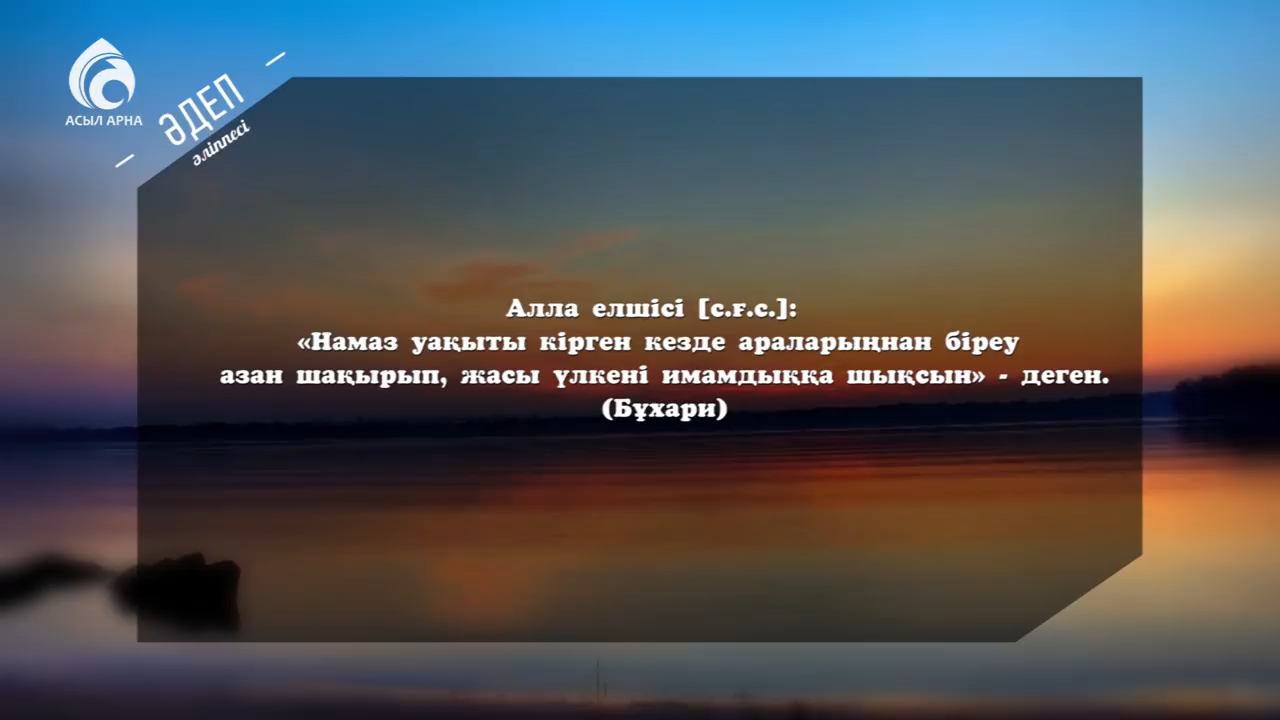 АСЫЛ АРНА
ӘДЕП
әліппесі
Алла елшісі [с.ғ.с.]:
«Намаз уақыты кірген кезде араларыңнан біреу
азан шақырып, жасы үлкені имамдыққа шықсын» - деген.
(Бұхари)